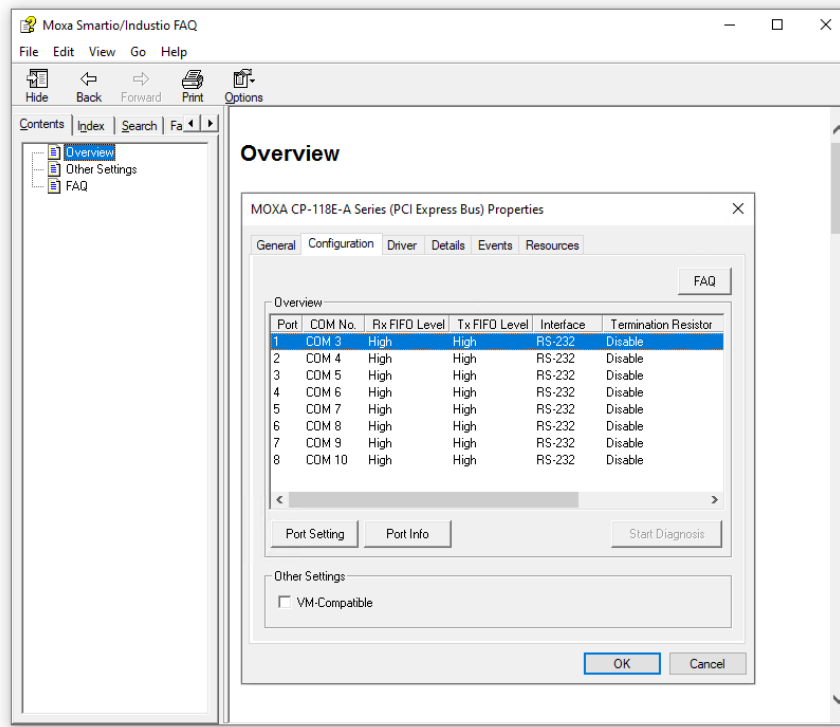 Moxa Smartio/Industio FAQ
File Edit View Go Help
Hide Back Forward Print Options
Contents Index Search Fa
Overview
Other Settings
FAQ
Overview
MOXA CP-118E-A Series (PCI Express Bus) Properties
General Configuration Driver Details Events Resources
FAQ
Overview
Port COM No. Rx FIFO Level Tx FIFO Level Interface Termination Resistor
1 COM 3 High High RS-232 Disable
2 COM 4 High High RS-232 Disable
3 COM 5 High High RS-232 Disable
4 COM 6 High High RS-232 Disable
5 COM 7 High High RS-232 Disable
6 COM 8 High High RS-232 Disable
7 COM 9 High High RS-232 Disable
8 COM 10 High High RS-232 Disable
Port Setting Port Info Start Diagnosis
Other Settings
VM-Compatible
OK Cancel